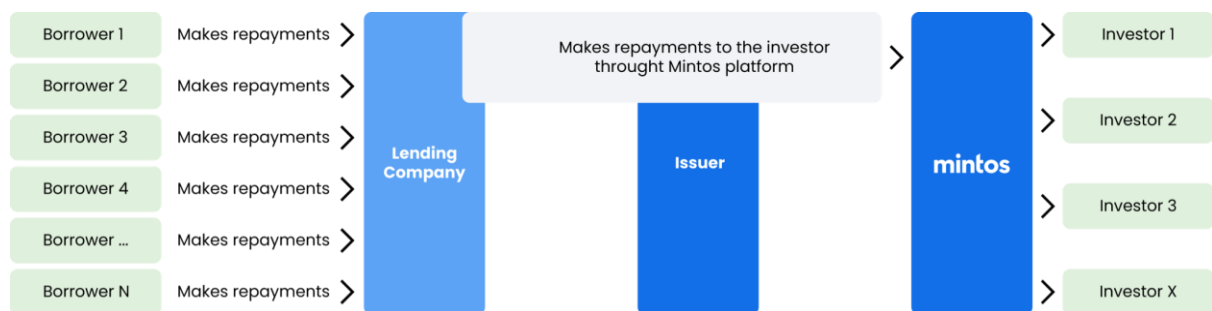 Borrower 1 Makes repayments
Makes repayments to the investor
throught Mintos platform
Investor 1
Borrower 2 Makes repayments
Investor 2
Borrower 3 Makes repayments
Lending
Company
Issuer
mintos
Borrower 4 Makes repayments
Investor 3
Borrower ... Makes repayments
Borrower N Makes repayments
Investor X